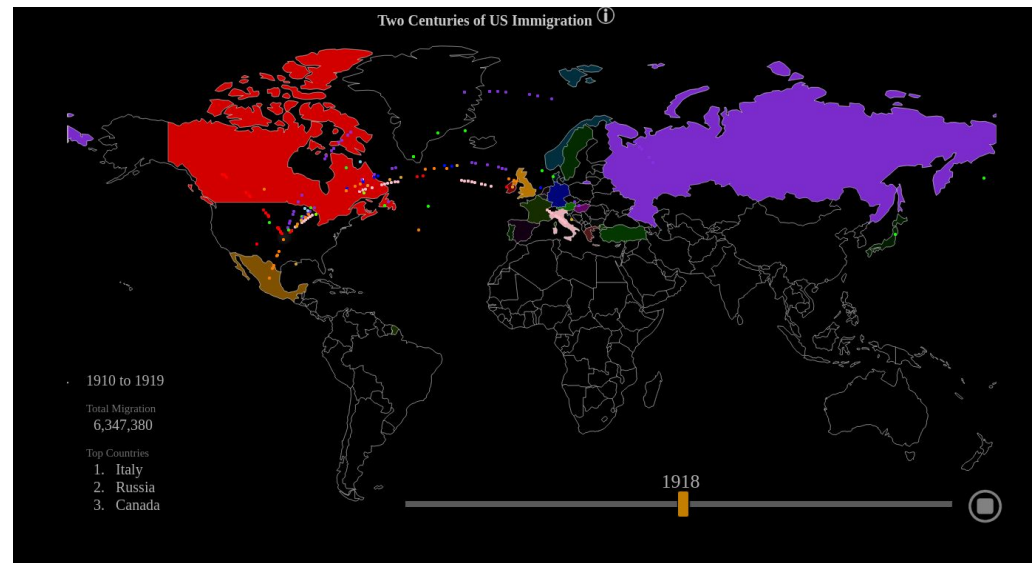 Two Centuries of US Immigration ⓘ
1910 to 1919
Total Migration
6,347,380
Top Countries
1. Italy
2. Russia
3. Canada
1918